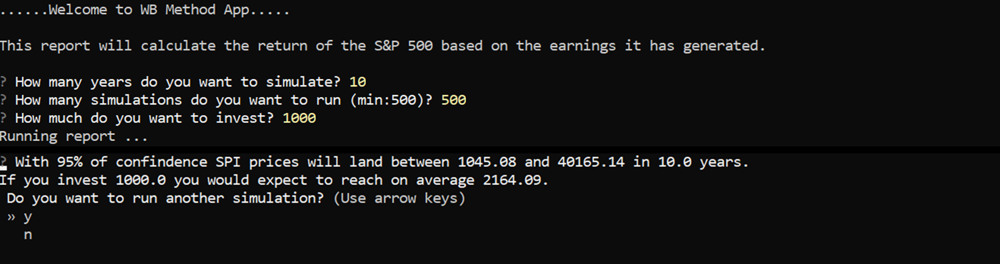 ......Welcome to WB Method App.....
This report will calculate the return of the S&P 500 based on the earnings it has generated.
? How many years do you want to simulate? 10
? How many simulations do you want to run (min:500)? 500
? How much do you want to invest? 1000
Running report ...
? With 95% of confindence SPI prices will land between 1045.08 and 40165.14 in 10.0 years.
If you invest 1000.0 you would expect to reach on average 2164.09.
Do you want to run another simulation? (Use arrow keys)
» y
n